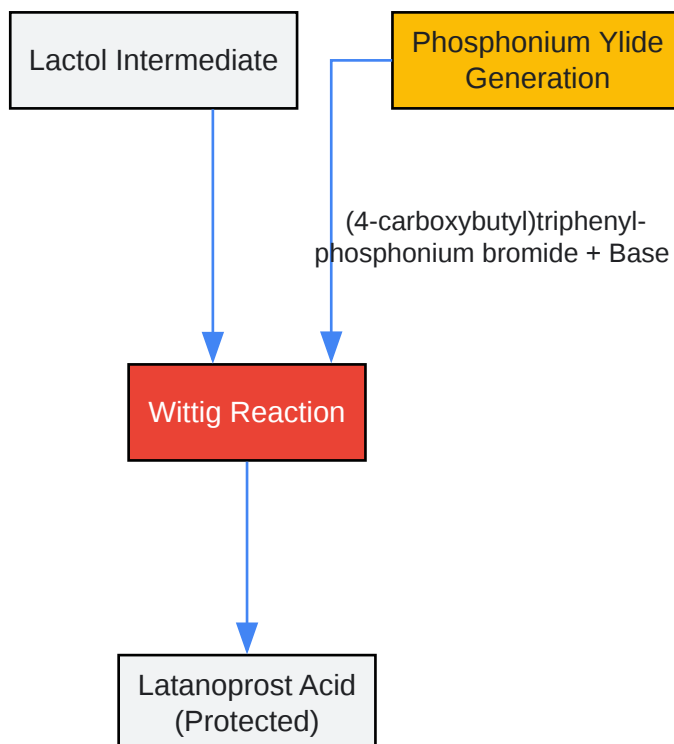 Lactol Intermediate
Phosphonium Ylide
Generation
(4-carboxybutyl)triphenyl-
phosphonium bromide + Base
Wittig Reaction
Latanoprost Acid
(Protected)